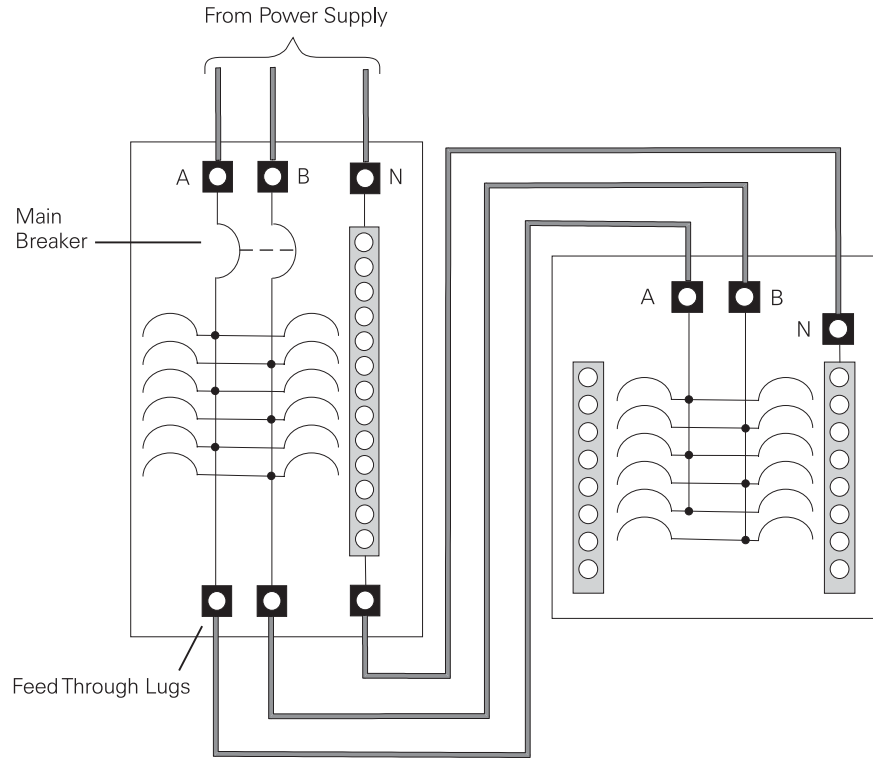 From Power Supply
A
B
N
Main
Breaker
A
B
N
Feed Through Lugs